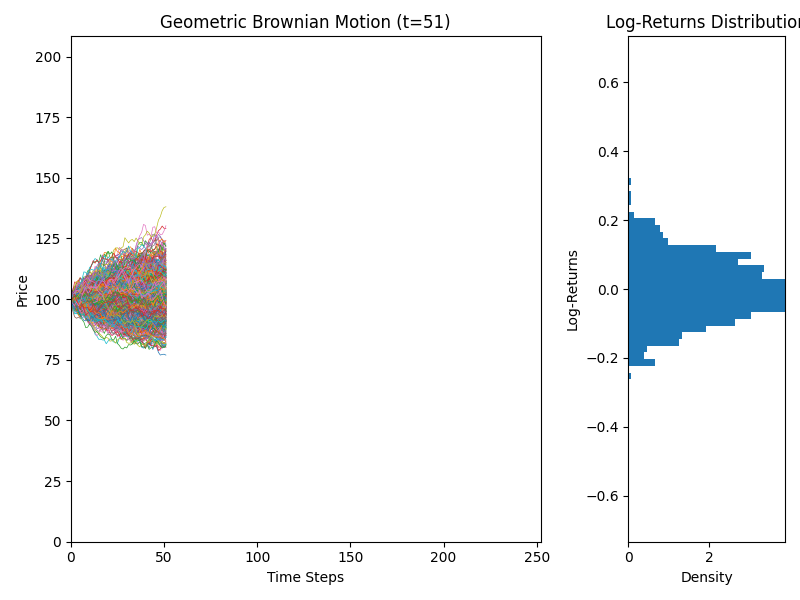 Geometric Brownian Motion (t=51)
200
175
150
125
100
75
50
25
0
Price
0 50 100 150 200 250
Time Steps
Log-Returns Distribution
0.6
0.4
0.2
0.0
−0.2
−0.4
−0.6
Log-Returns
0 2
Density